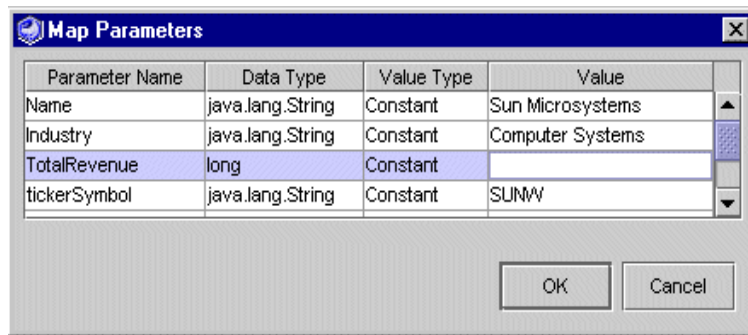 Map Parameters
Parameter Name Data Type Value Type Value
Name java.lang.String Constant Sun Microsystems
Industry java.lang.String Constant Computer Systems
TotalRevenue long Constant
tickerSymbol java.lang.String Constant SUNW
OK Cancel